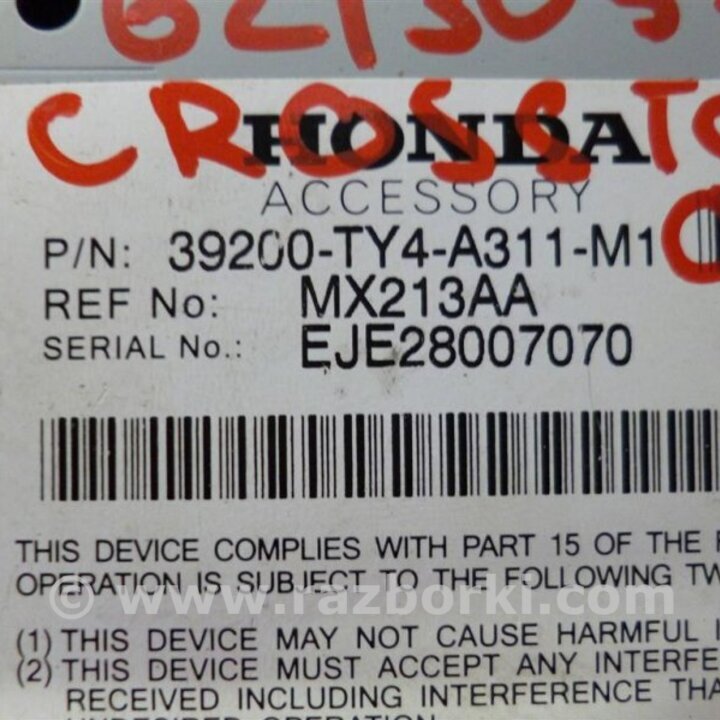 CROSSTO
HONDA
ACCESSORY
P/N: 39200-TY4-A311-M1
REF No: MX213AA
SERIAL No.: EJE28007070
THIS DEVICE COMPLIES WITH PART 15 OF THE
OPERATION IS SUBJECT TO THE FOLLOWING TW
© www.razborki.com
(1) THIS DEVICE MAY NOT CAUSE HARMFUL
(2) THIS DEVICE MUST ACCEPT ANY INTERFE
RECEIVED INCLUDING INTERFERENCE THA
UNDESIRED OPERATION.